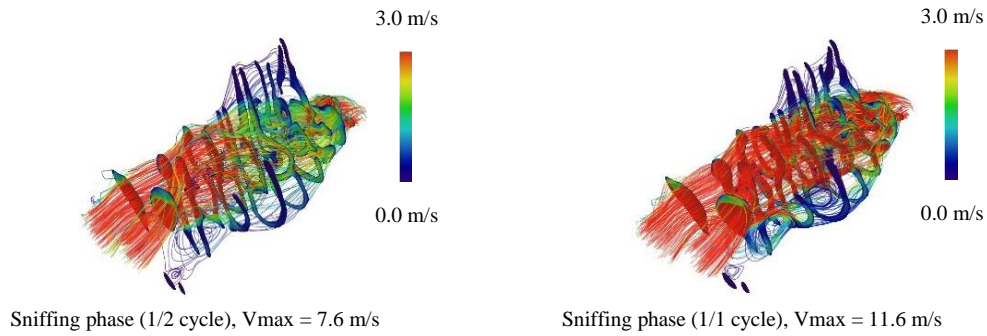 3.0 m/s
0.0 m/s
Sniffing phase (1/2 cycle), Vmax = 7.6 m/s
3.0 m/s
0.0 m/s
Sniffing phase (1/1 cycle), Vmax = 11.6 m/s